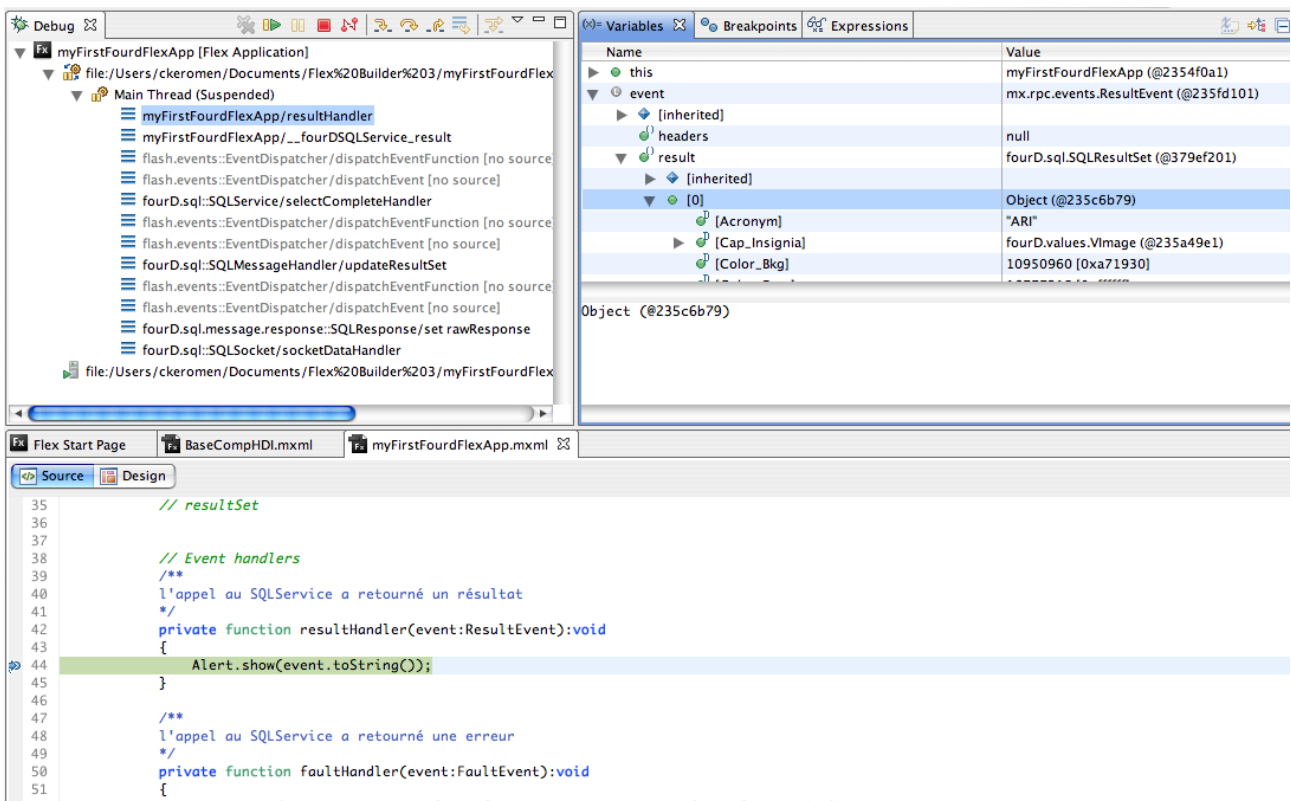 Debug
myFirstFourdFlexApp [Flex Application]
file:/Users/ckeromen/Documents/Flex%20Builder%203/myFirstFourdFlex
Main Thread (Suspended)
myFirstFourdFlexApp/resultHandler
myFirstFourdFlexApp/__fourDSQLService_result
flash.events::EventDispatcher/dispatchEventFunction [no source
flash.events::EventDispatcher/dispatchEvent [no source]
fourD.sql::SQLService/selectCompleteHandler
flash.events::EventDispatcher/dispatchEventFunction [no source
flash.events::EventDispatcher/dispatchEvent [no source]
fourD.sql::SQLMessageHandler/updateResultSet
flash.events::EventDispatcher/dispatchEventFunction [no source
flash.events::EventDispatcher/dispatchEvent [no source]
fourD.sql.message.response::SQLResponse/set rawResponse
fourD.sql::SQLSocket/socketDataHandler
file:/Users/ckeromen/Documents/Flex%20Builder%203/myFirstFourdFlex
(x)= Variables Breakpoints Expressions
Name Value
this myFirstFourdFlexApp (@2354f0a1)
event mx.rpc.events.ResultEvent (@235fd101)
[inherited]
headers null
result fourD.sql.SQLResultSet (@379ef201)
[inherited]
[0] Object (@235c6b79)
[Acronym] "ARI"
[Cap_Insignia] fourD.values.VImage (@235a49e1)
[Color_Bkg] 10950960 [0xa71930]
Object (@235c6b79)
Fx Flex Start Page BaseCompHDI.mxml myFirstFourdFlexApp.mxml
Source Design
35 // resultSet
36
37
38 // Event handlers
39 /**
40 l'appel au SQLService a retourné un résultat
41 */
42 private function resultHandler(event:ResultEvent):void
43 {
44 Alert.show(event.toString());
45 }
46
47 /**
48 l'appel au SQLService a retourné une erreur
49 */
50 private function faultHandler(event:FaultEvent):void
51 {